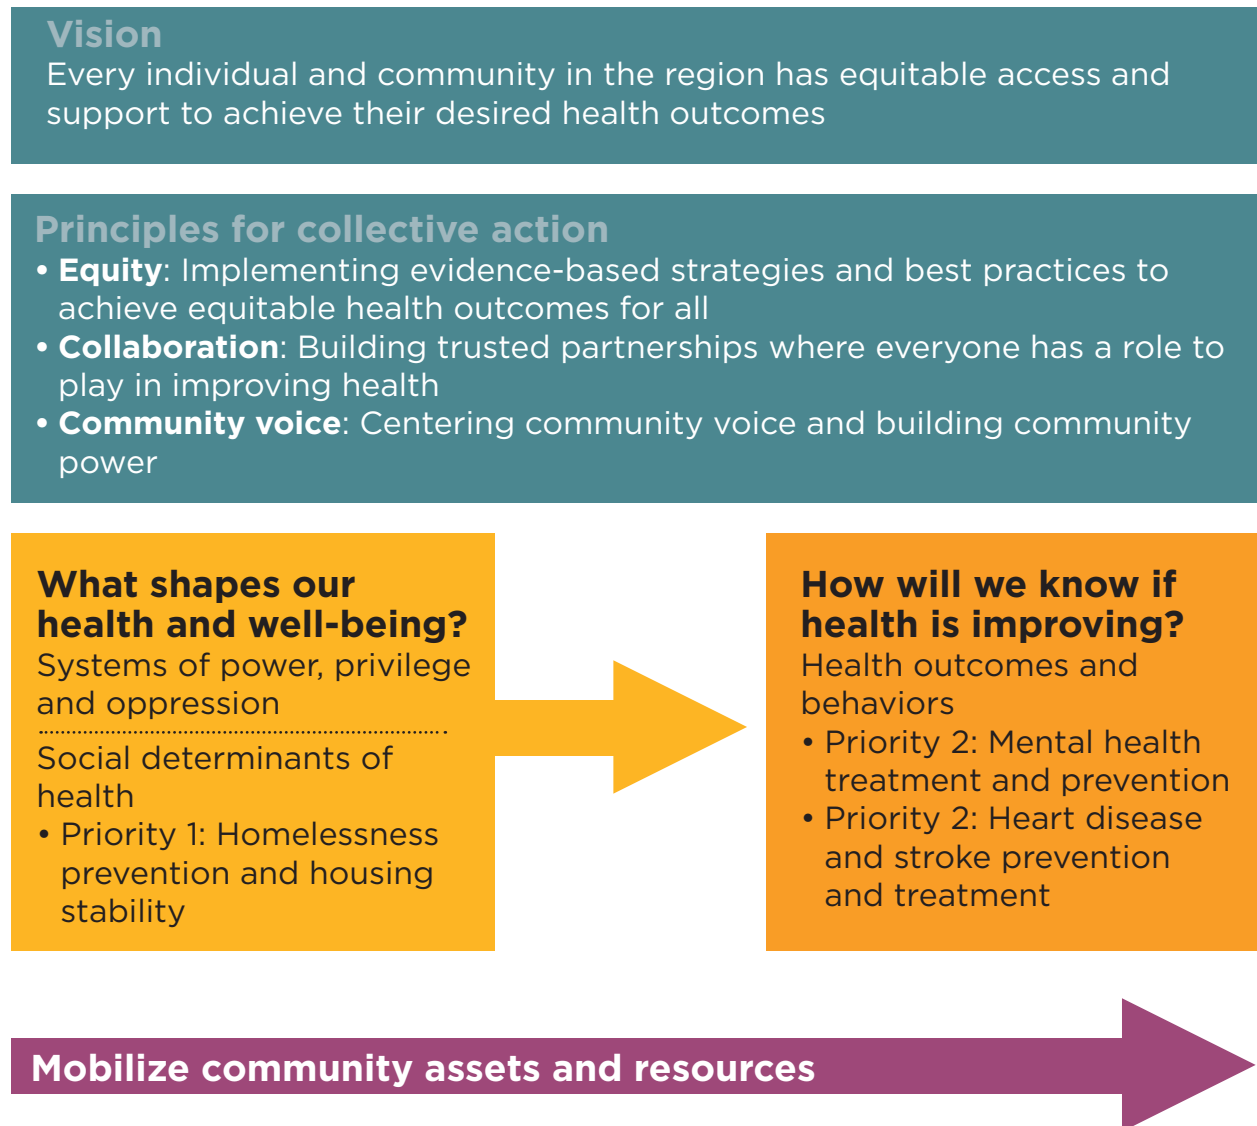 Vision
Every individual and community in the region has equitable access and
support to achieve their desired health outcomes
Principles for collective action
• Equity: Implementing evidence-based strategies and best practices to
achieve equitable health outcomes for all
• Collaboration: Building trusted partnerships where everyone has a role to
play in improving health
• Community voice: Centering community voice and building community
power
What shapes our
health and well-being?
Systems of power, privilege
and oppression
Social determinants of
health
• Priority 1: Homelessness
prevention and housing
stability
How will we know if
health is improving?
Health outcomes and
behaviors
• Priority 2: Mental health
treatment and prevention
• Priority 2: Heart disease
and stroke prevention
and treatment
Mobilize community assets and resources